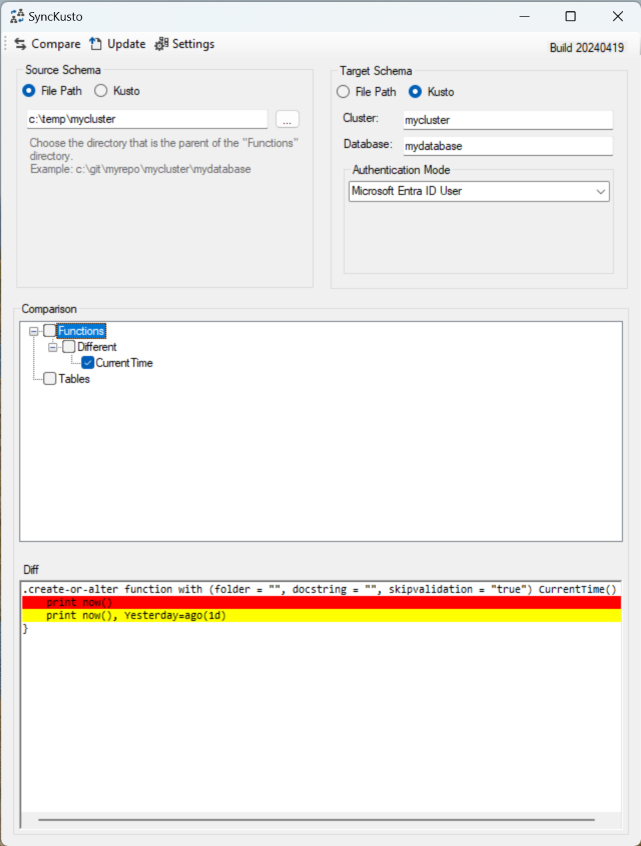 SyncKusto
Compare Update Settings
Build 20240419
Source Schema
File Path Kusto
c:\temp\mycluster
...
Choose the directory that is the parent of the "Functions"
directory.
Example: c:\git\myrepo\mycluster\mydatabase
Target Schema
File Path Kusto
Cluster: mycluster
Database: mydatabase
Authentication Mode
Microsoft Entra ID User
Comparison
Functions
Different
CurrentTime
Tables
Diff
.create-or-alter function with (folder = "", docstring = "", skipvalidation = "true") CurrentTime()
print now()
print now(), Yesterday=ago(1d)
}